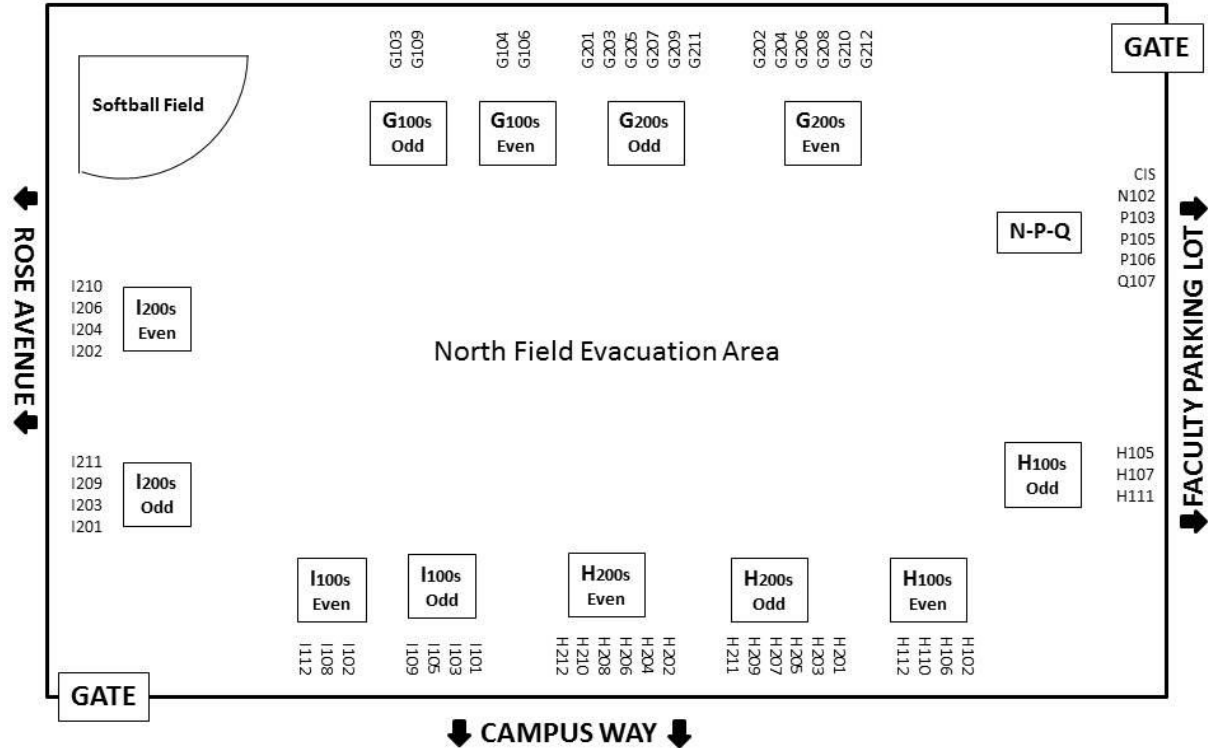 G103
G109
G104
G106
G201
G203
G205
G207
G209
G211
G202
G204
G206
G208
G210
G212
GATE
Softball Field
G100s
Odd
G100s
Even
G200s
Odd
G200s
Even
CIS
N102
P103
P105
P106
Q107
N-P-Q
ROSE AVENUE
FACULTY PARKING LOT
I210
I206
I204
I202
I200s
Even
North Field Evacuation Area
I211
I209
I203
I201
I200s
Odd
H100s
Odd
H105
H107
H111
I100s
Even
I100s
Odd
H200s
Even
H200s
Odd
H100s
Even
I112
I108
I102
I109
I105
I103
I101
H212
H210
H208
H206
H204
H202
H211
H209
H207
H205
H203
H201
H112
H110
H106
H102
GATE
CAMPUS WAY